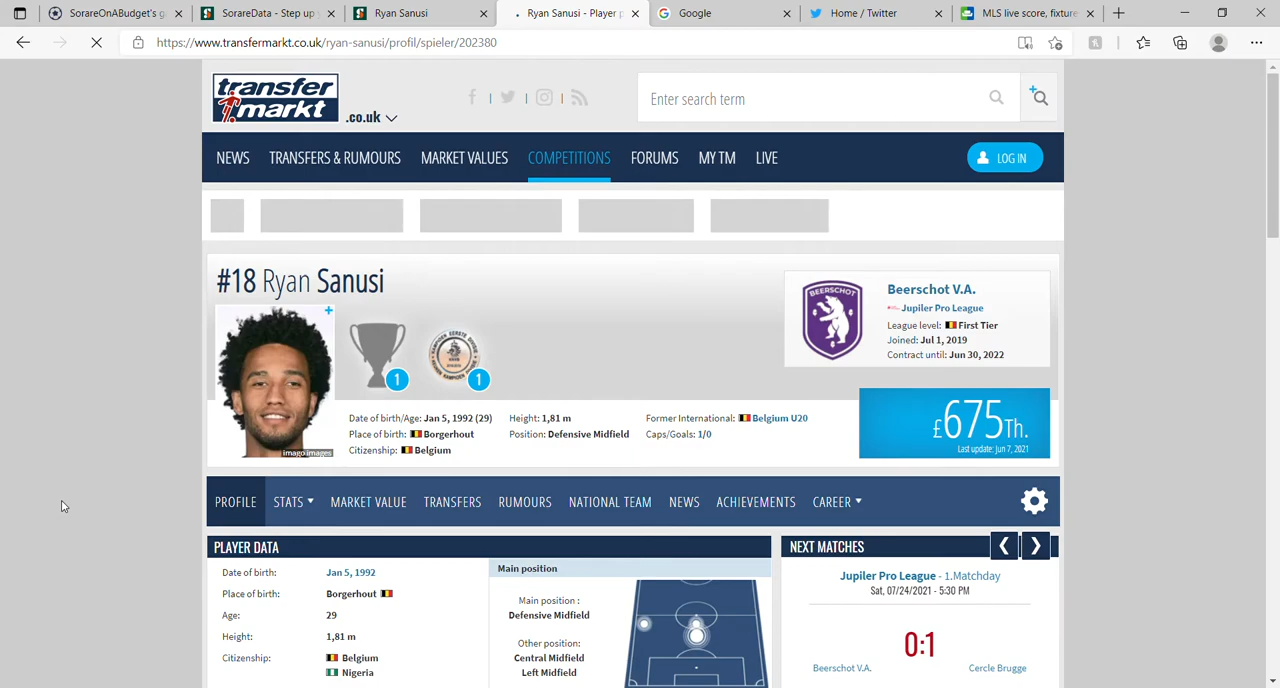 SorareOnABudget's g
SorareData - Step up y
Ryan Sanusi
Ryan Sanusi - Player p
Google
Home / Twitter
MLS live score, fixture
https://www.transfermarkt.co.uk/ryan-sanusi/profil/spieler/202380
transfer
markt
.co.uk
Enter search term
NEWS TRANSFERS & RUMOURS MARKET VALUES COMPETITIONS FORUMS MY TM LIVE
LOG IN
#18 Ryan Sanusi
1
1
imago images
Date of birth/Age: Jan 5, 1992 (29)
Place of birth: Borgerhout
Citizenship: Belgium
Height: 1,81 m
Position: Defensive Midfield
Former International: Belgium U20
Caps/Goals: 1/0
BEERSCHOT
Beerschot V.A.
Jupiler Pro League
League level: First Tier
Joined: Jul 1, 2019
Contract until: Jun 30, 2022
£675Th.
Last update: Jun 7, 2021
PROFILE STATS MARKET VALUE TRANSFERS RUMOURS NATIONAL TEAM NEWS ACHIEVEMENTS CAREER
PLAYER DATA
Date of birth: Jan 5, 1992
Place of birth: Borgerhout
Age: 29
Height: 1,81 m
Citizenship: Belgium
Nigeria
Main position
Main position :
Defensive Midfield
Other position:
Central Midfield
Left Midfield
NEXT MATCHES
Jupiler Pro League - 1.Matchday
Sat, 07/24/2021 - 5:30 PM
0:1
Beerschot V.A. Cercle Brugge